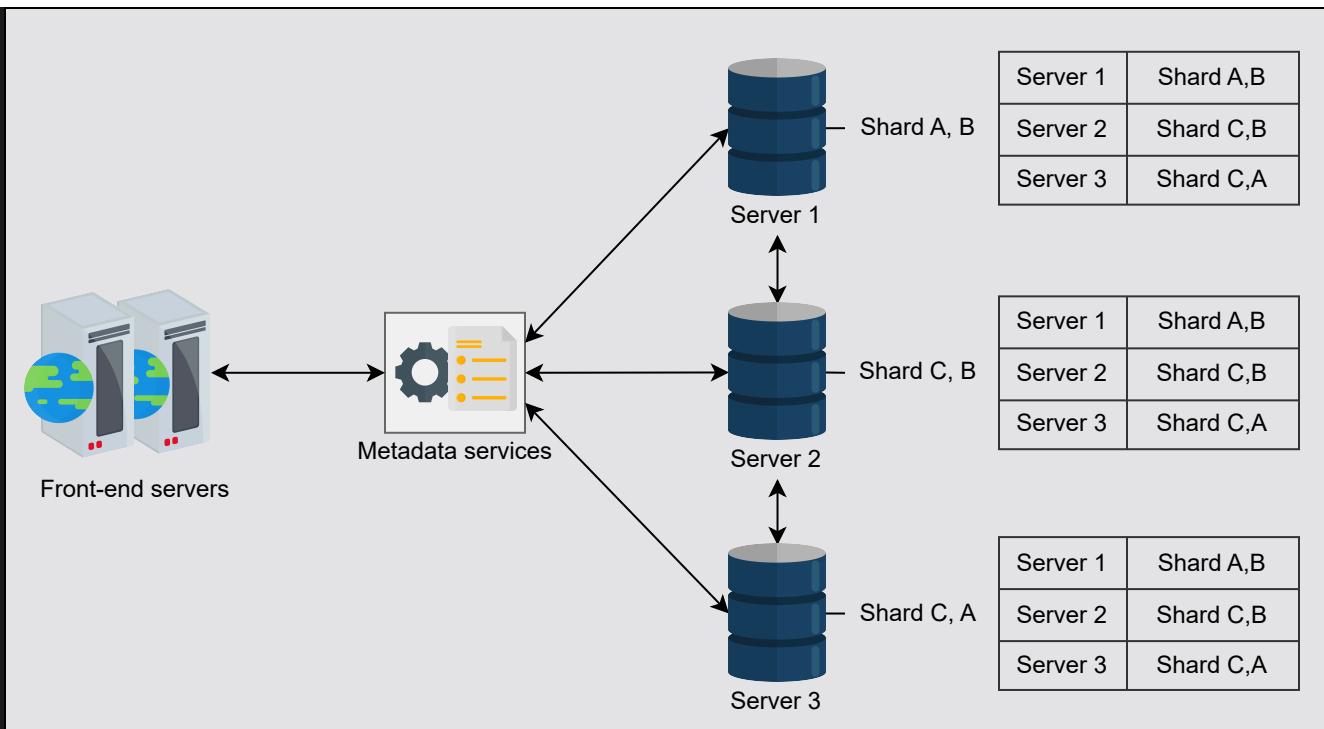 Server 1 Shard A,B
Server 2 Shard C,B
Server 3 Shard C,A
Shard A, B
Server 1
Server 1 Shard A,B
Server 2 Shard C,B
Server 3 Shard C,A
Shard C, B
Metadada services
Server 2
Front-end servers
Server 1 Shard A,B
Server 2 Shard C,B
Server 3 Shard C,A
Shard C, A
Server 3